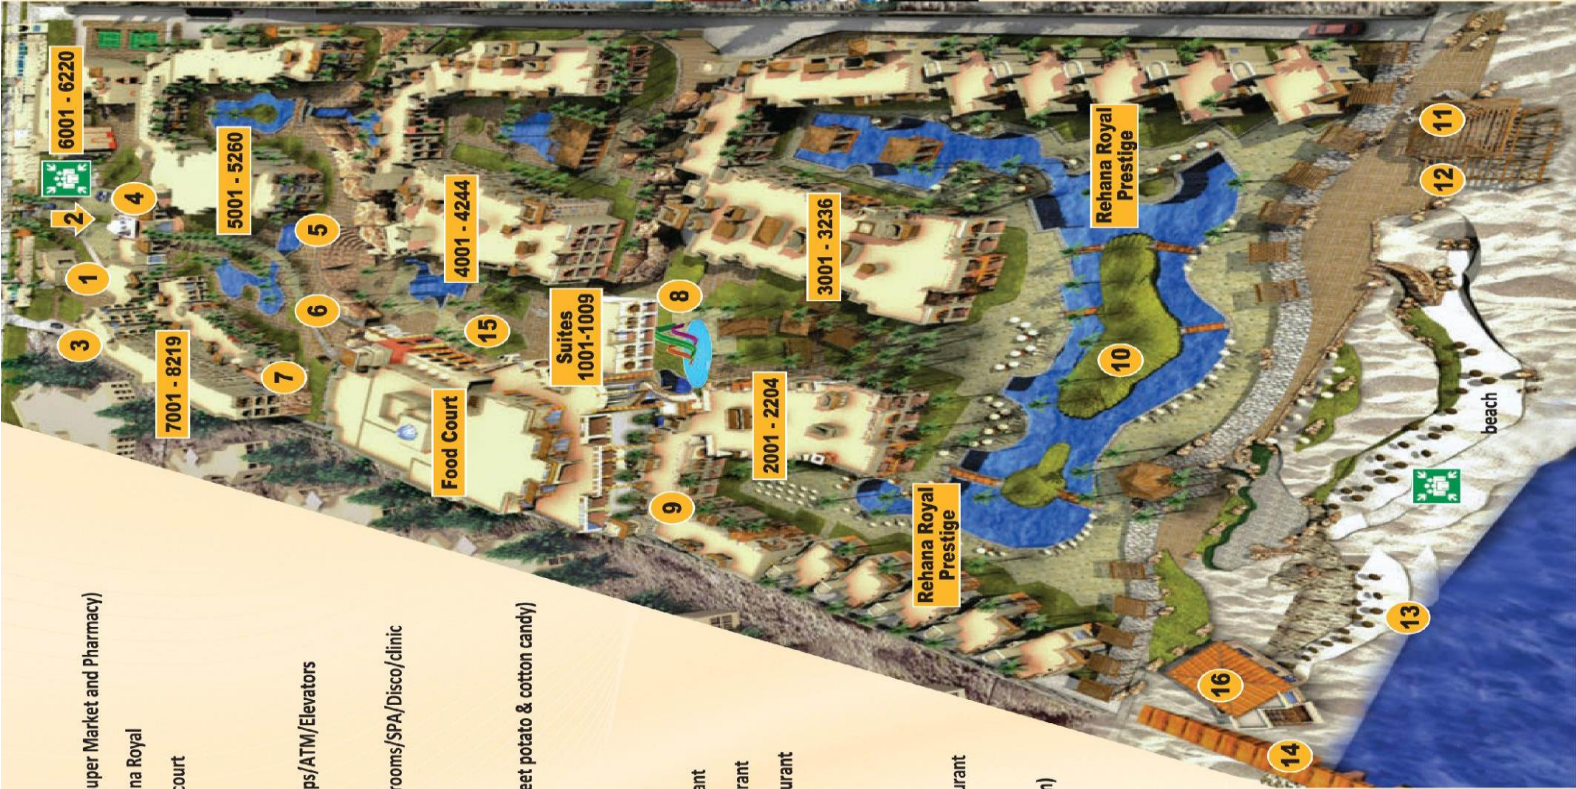 uper Market and Pharmacy)
na Royal
court
ps/ATM/Elevators
rooms/SPA/Disco/clinic
eet potato & cotton candy)
ant
rant
urant
urant
n)
3
1
2
4
6001 - 6220
7001 - 8219
7
6
5
5001 - 5260
Food Court
15
4001 - 4244
Suites
1001-1009
9
8
2001 - 2204
3001 - 3236
Rehana Royal
Prestige
10
Rehana Royal
Prestige
14
16
13
beach
12
11